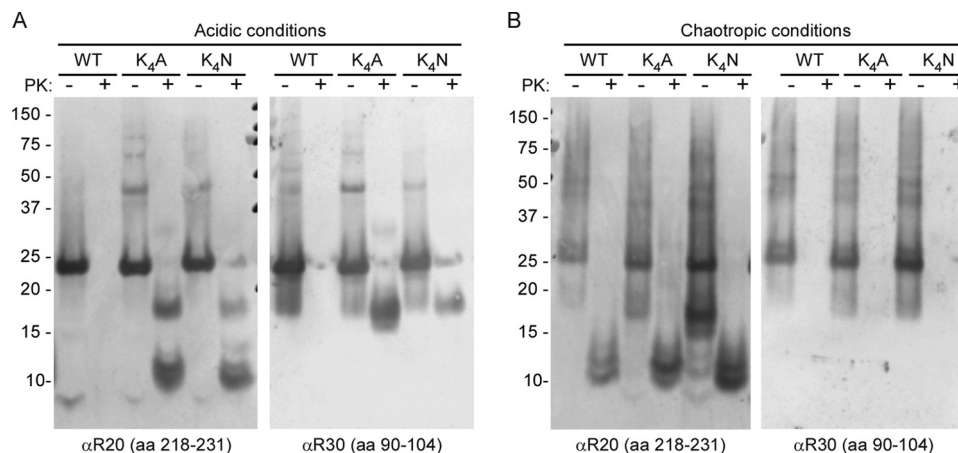 A
Acidic conditions
WT K₄A K₄N WT K₄A K₄N
PK: - + - + - + - + - + - +
150 -
75 -
50 -
37 -
25 -
20 -
15 -
10-
αR20 (aa 218-231) αR30 (aa 90-104)
B
Chaotropic conditions
WT K₄A K₄N WT K₄A K₄N
PK: - + - + - + - + - + - +
150 -
75 -
50 -
37 -
25 -
20 -
15 -
10-
αR20 (aa 218-231) αR30 (aa 90-104)